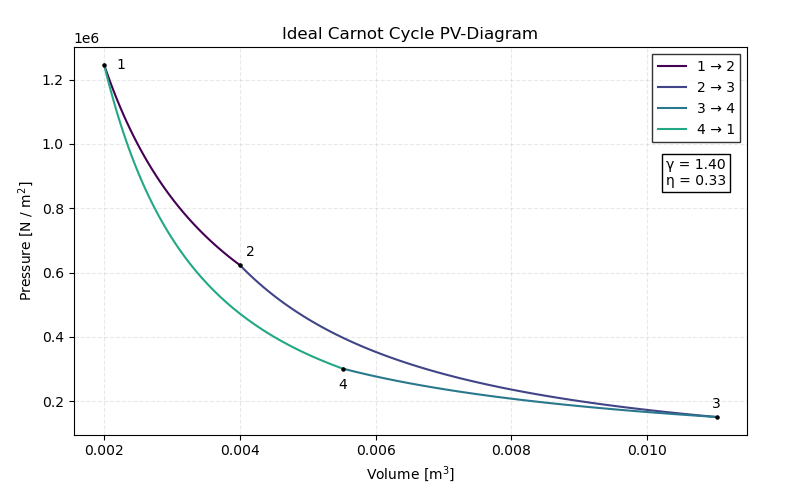 Ideal Carnot Cycle PV-Diagram
1e6
1.2
1.0
0.8
0.6
0.4
0.2
Pressure [N / m²]
0.002
0.004
0.006
0.008
0.010
Volume [m³]
1
2
3
4
1 → 2
2 → 3
3 → 4
4 → 1
γ = 1.40
η = 0.33